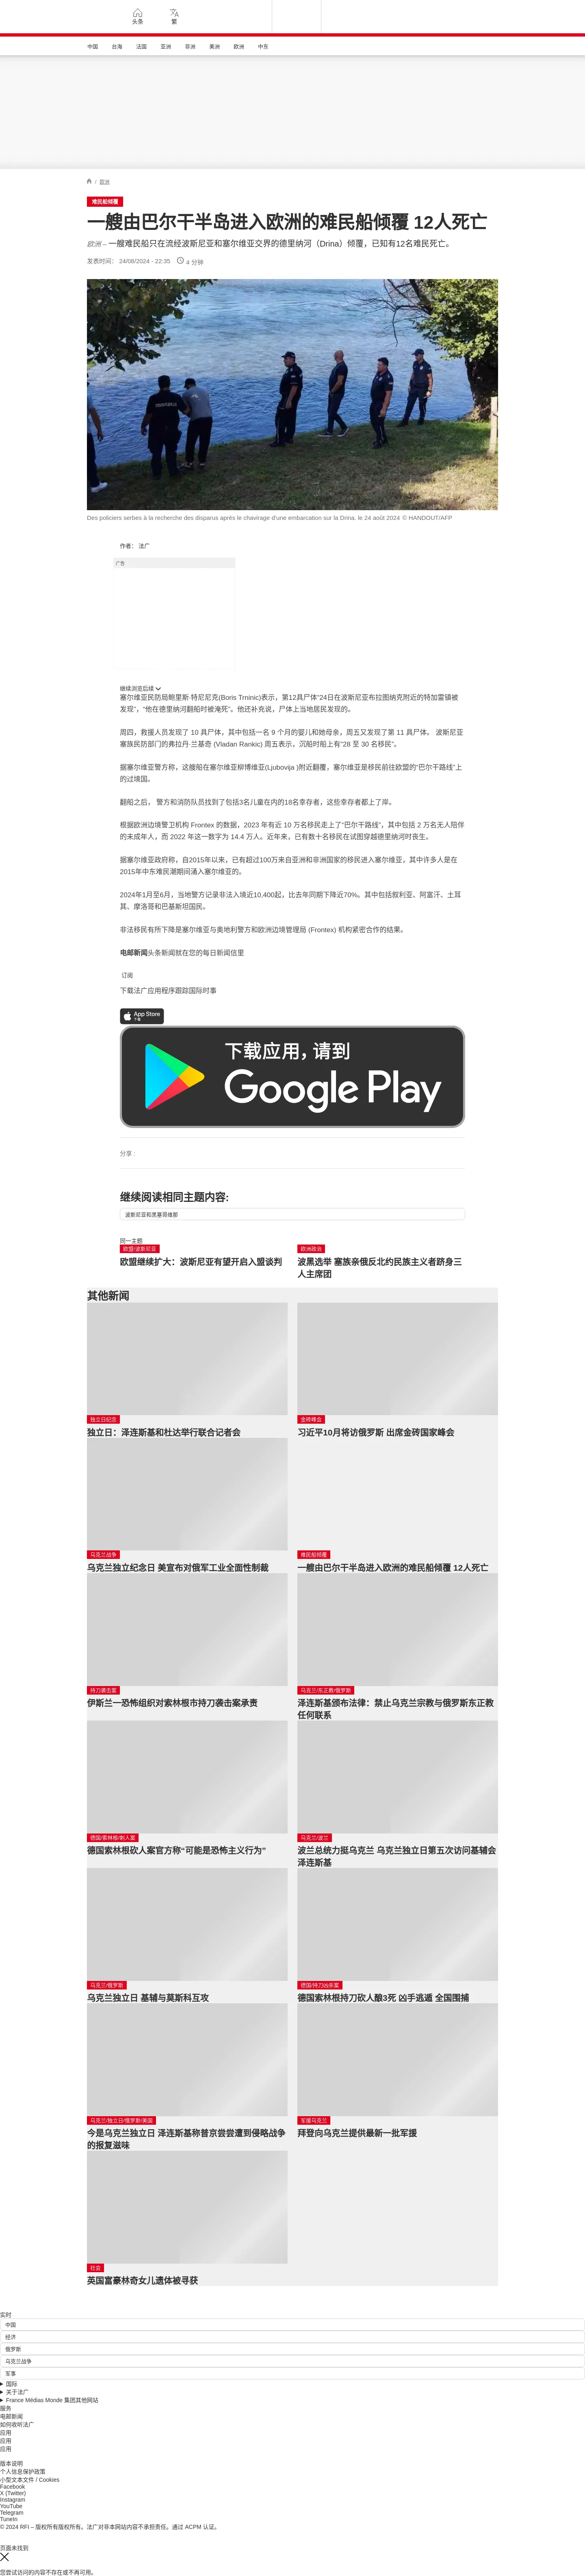 头条
繁
中国
台海
法国
亚洲
非洲
美洲
欧洲
中东
/ 欧洲
难民船倾覆
一艘由巴尔干半岛进入欧洲的难民船倾覆 12人死亡
欧洲 – 一艘难民船只在流经波斯尼亚和塞尔维亚交界的德里纳河（Drina）倾覆，已知有12名难民死亡。
发表时间： 24/08/2024 - 22:35
4 分钟
Des policiers serbes à la recherche des disparus après le chavirage d'une embarcation sur la Drina. le 24 août 2024 © HANDOUT/AFP
作者： 法广
广告
继续浏览后续
塞尔维亚民防局鲍里斯·特尼尼克(Boris Trninic)表示，第12具尸体“24日在波斯尼亚布拉图纳克附近的特加雷镇被
发现”，“他在德里纳河翻船时被淹死”。他还补充说，尸体上当地居民发现的。
周四，救援人员发现了 10 具尸体，其中包括一名 9 个月的婴儿和她母亲，周五又发现了第 11 具尸体。 波斯尼亚
塞族民防部门的弗拉丹·兰基奇 (Vladan Rankic) 周五表示，沉船时船上有“28 至 30 名移民”。
据塞尔维亚警方称，这艘船在塞尔维亚柳博维亚(Ljubovija )附近翻覆，塞尔维亚是移民前往欧盟的“巴尔干路线”上
的过境国。
翻船之后， 警方和消防队员找到了包括3名儿童在内的18名幸存者，这些幸存者都上了岸。
根据欧洲边境警卫机构 Frontex 的数据，2023 年有近 10 万名移民走上了“巴尔干路线”，其中包括 2 万名无人陪伴
的未成年人，而 2022 年这一数字为 14.4 万人。近年来，已有数十名移民在试图穿越德里纳河时丧生。
据塞尔维亚政府称，自2015年以来，已有超过100万来自亚洲和非洲国家的移民进入塞尔维亚，其中许多人是在
2015年中东难民潮期间涌入塞尔维亚的。
2024年1月至6月，当地警方记录非法入境近10,400起，比去年同期下降近70%。其中包括叙利亚、阿富汗、土耳
其、摩洛哥和巴基斯坦国民。
非法移民有所下降是塞尔维亚与奥地利警方和欧洲边境管理局 (Frontex) 机构紧密合作的结果。
电邮新闻头条新闻就在您的每日新闻信里
订阅
下载法广应用程序跟踪国际时事
App Store
下载
下载应用，请到
Google Play
分享 :
继续阅读相同主题内容:
波斯尼亚和黑塞哥维那
同一主题
欧盟/波斯尼亚
欧盟继续扩大：波斯尼亚有望开启入盟谈判
欧洲政治
波黑选举 塞族亲俄反北约民族主义者跻身三
人主席团
其他新闻
独立日纪念
独立日：泽连斯基和杜达举行联合记者会
金砖峰会
习近平10月将访俄罗斯 出席金砖国家峰会
乌克兰战争
乌克兰独立纪念日 美宣布对俄军工业全面性制裁
难民船倾覆
一艘由巴尔干半岛进入欧洲的难民船倾覆 12人死亡
持刀袭击案
伊斯兰一恐怖组织对索林根市持刀袭击案承责
乌克兰/东正教/俄罗斯
泽连斯基颁布法律：禁止乌克兰宗教与俄罗斯东正教
任何联系
德国/索林根/刺人案
德国索林根砍人案官方称“可能是恐怖主义行为”
乌克兰/波兰
波兰总统力挺乌克兰 乌克兰独立日第五次访问基辅会
泽连斯基
乌克兰/俄罗斯
乌克兰独立日 基辅与莫斯科互攻
德国/持刀凶杀案
德国索林根持刀砍人酿3死 凶手逃遁 全国围捕
乌克兰/独立日/俄罗斯/美国
今是乌克兰独立日 泽连斯基称普京尝尝遭到侵略战争
的报复滋味
军援乌克兰
拜登向乌克兰提供最新一批军援
社会
英国富豪林奇女儿遗体被寻获
实时
中国
经济
俄罗斯
乌克兰战争
军事
国际
关于法广
France Médias Monde 集团其他网站
服务
电邮新闻
如何收听法广
应用
应用
应用
版本说明
个人信息保护政策
小型文本文件 / Cookies
Facebook
X (Twitter)
Instagram
YouTube
Telegram
TuneIn
© 2024 RFI – 版权所有版权所有。法广对非本网站内容不承担责任。通过 ACPM 认证。
页面未找到
您尝试访问的内容不存在或不再可用。